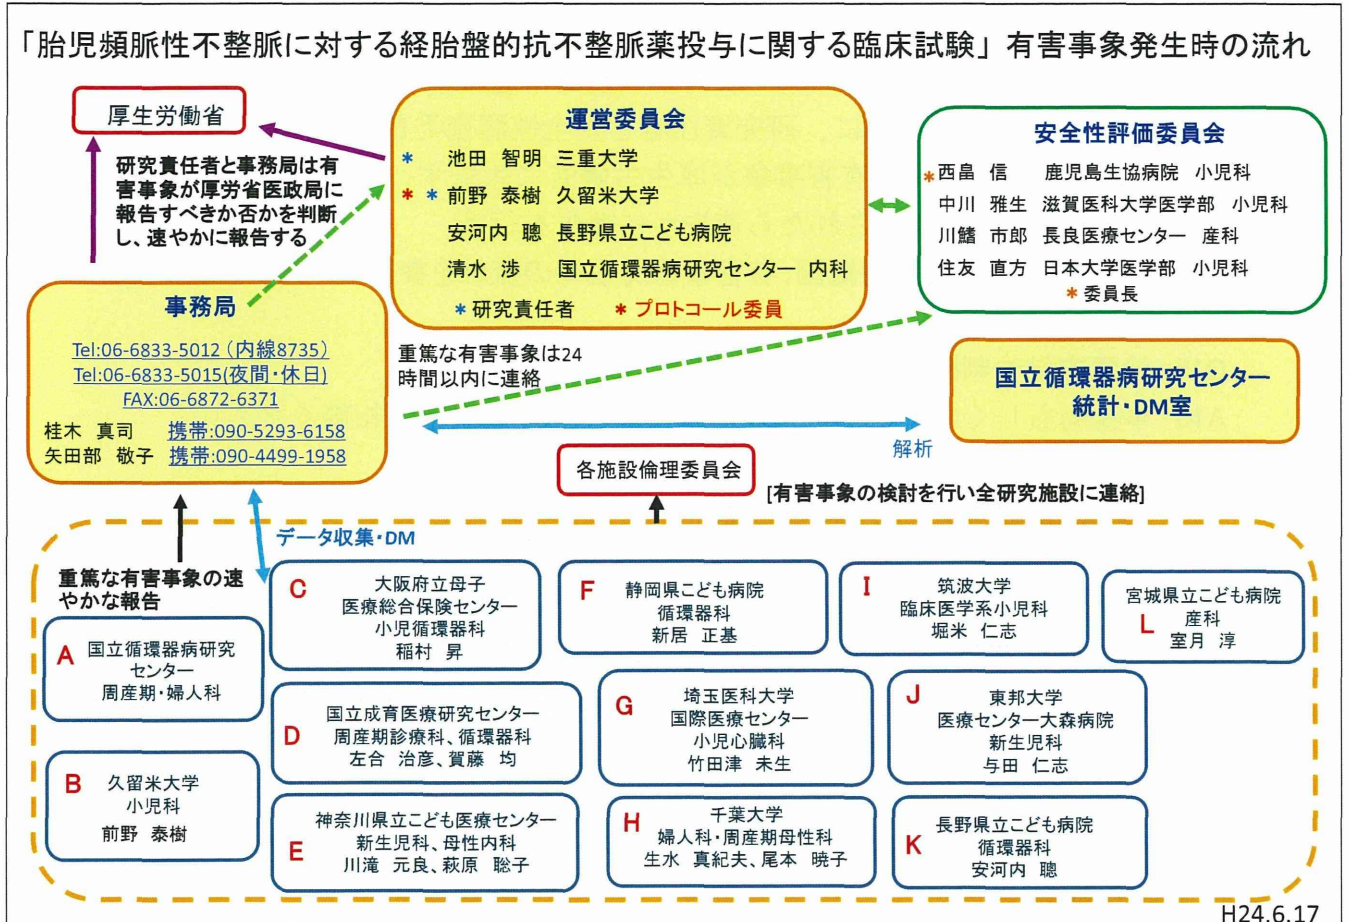 「胎児頻脈性不整脈に対する経胎盤的抗不整脈薬投与に関する臨床試験」有害事象発生時の流れ
厚生労働省
研究責任者と事務局は有
害事象が厚労省医政局に
報告すべきか否かを判断
し、速やかに報告する
運営委員会
* 池田 智明 三重大学
* * 前野 泰樹 久留米大学
安河内 聰 長野県立こども病院
清水 渉 国立循環器病研究センター 内科
*研究責任者 *プロトコール委員
安全性評価委員会
*西畠 信 鹿児島生協病院 小児科
中川 雅生 滋賀医科大学医学部 小児科
川鰭 市郎 長良医療センター 産科
住友 直方 日本大学医学部 小児科
*委員長
事務局
Tel:06-6833-5012（内線8735）
Tel:06-6833-5015(夜間・休日)
FAX:06-6872-6371
桂木 真司 携帯:090-5293-6158
矢田部 敬子 携帯:090-4499-1958
重篤な有害事象は24
時間以内に連絡
国立循環器病研究センター
統計・DM室
解析
各施設倫理委員会
[有害事象の検討を行い全研究施設に連絡]
データ収集・DM
重篤な有害事象の速
やかな報告
A 国立循環器病研究
センター
周産期・婦人科
B 久留米大学
小児科
前野 泰樹
C 大阪府立母子
医療総合保険センター
小児循環器科
稲村 昇
D 国立成育医療研究センター
周産期診療科、循環器科
左合 治彦、賀藤 均
E 神奈川県立こども医療センター
新生児科、母性内科
川滝 元良、萩原 聡子
F 静岡県こども病院
循環器科
新居 正基
G 埼玉医科大学
国際医療センター
小児心臓科
竹田津 未生
H 千葉大学
婦人科・周産期母性科
生水 真紀夫、尾本 暁子
I 筑波大学
臨床医学系小児科
堀米 仁志
J 東邦大学
医療センター大森病院
新生児科
与田 仁志
K 長野県立こども病院
循環器科
安河内 聰
宮城県立こども病院
L 産科
室月 淳
H24.6.17